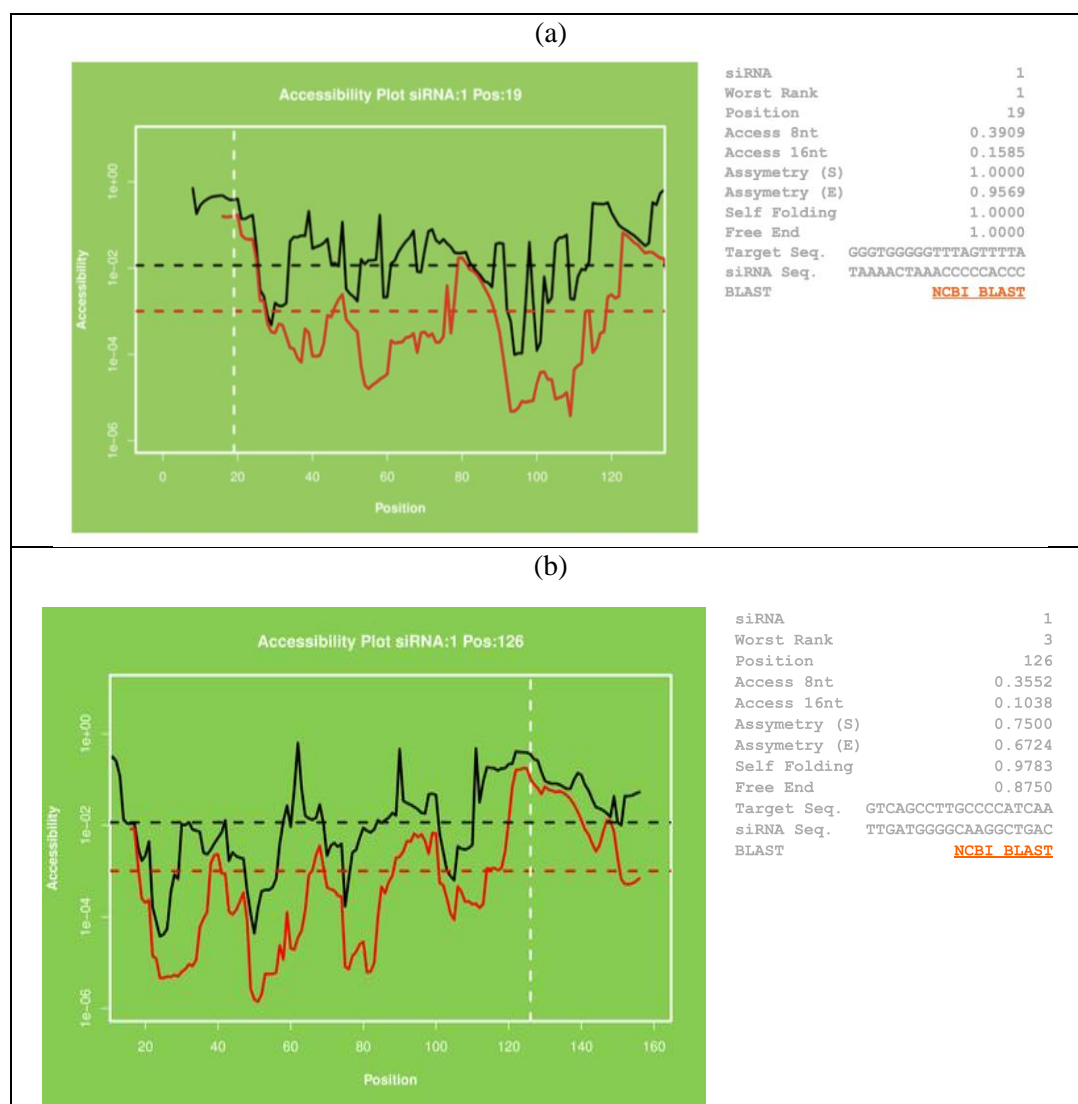 (a)
Accessibility Plot siRNA:1 Pos:19
Accessibility
1e+00
1e-02
1e-04
1e-06
0 20 40 60 80 100 120
Position
siRNA 1
Worst Rank 1
Position 19
Access 8nt 0.3909
Access 16nt 0.1585
Assymetry (S) 1.0000
Assymetry (E) 0.9569
Self Folding 1.0000
Free End 1.0000
Target Seq. GGGTGGGGGTTTAGTTTTA
siRNA Seq. TAAAACTAAACCCCCACCC
BLAST NCBI BLAST
(b)
Accessibility Plot siRNA:1 Pos:126
Accessibility
1e+00
1e-02
1e-04
1e-06
20 40 60 80 100 120 140 160
Position
siRNA 1
Worst Rank 3
Position 126
Access 8nt 0.3552
Access 16nt 0.1038
Assymetry (S) 0.7500
Assymetry (E) 0.6724
Self Folding 0.9783
Free End 0.8750
Target Seq. GTCAGCCTTGCCCCATCAA
siRNA Seq. TTGATGGGGCAAGGCTGAC
BLAST NCBI BLAST